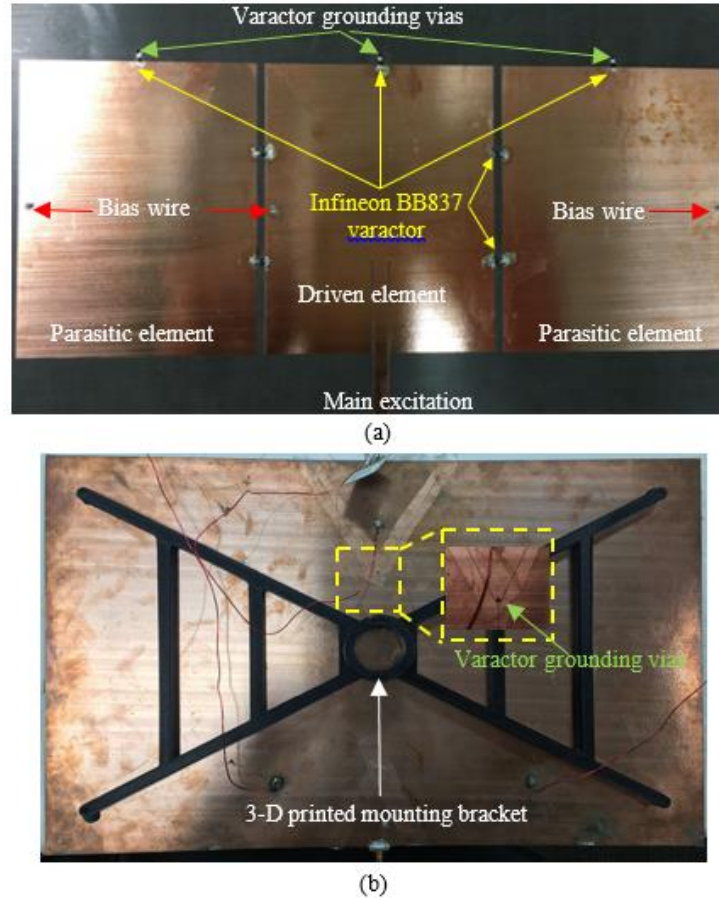 Varactor grounding vias
Bias wire
Infineon BB837
varactor
Bias wire
Driven element
Parasitic element
Parasitic element
Main excitation
(a)
Varactor grounding vias
3-D printed mounting bracket
(b)